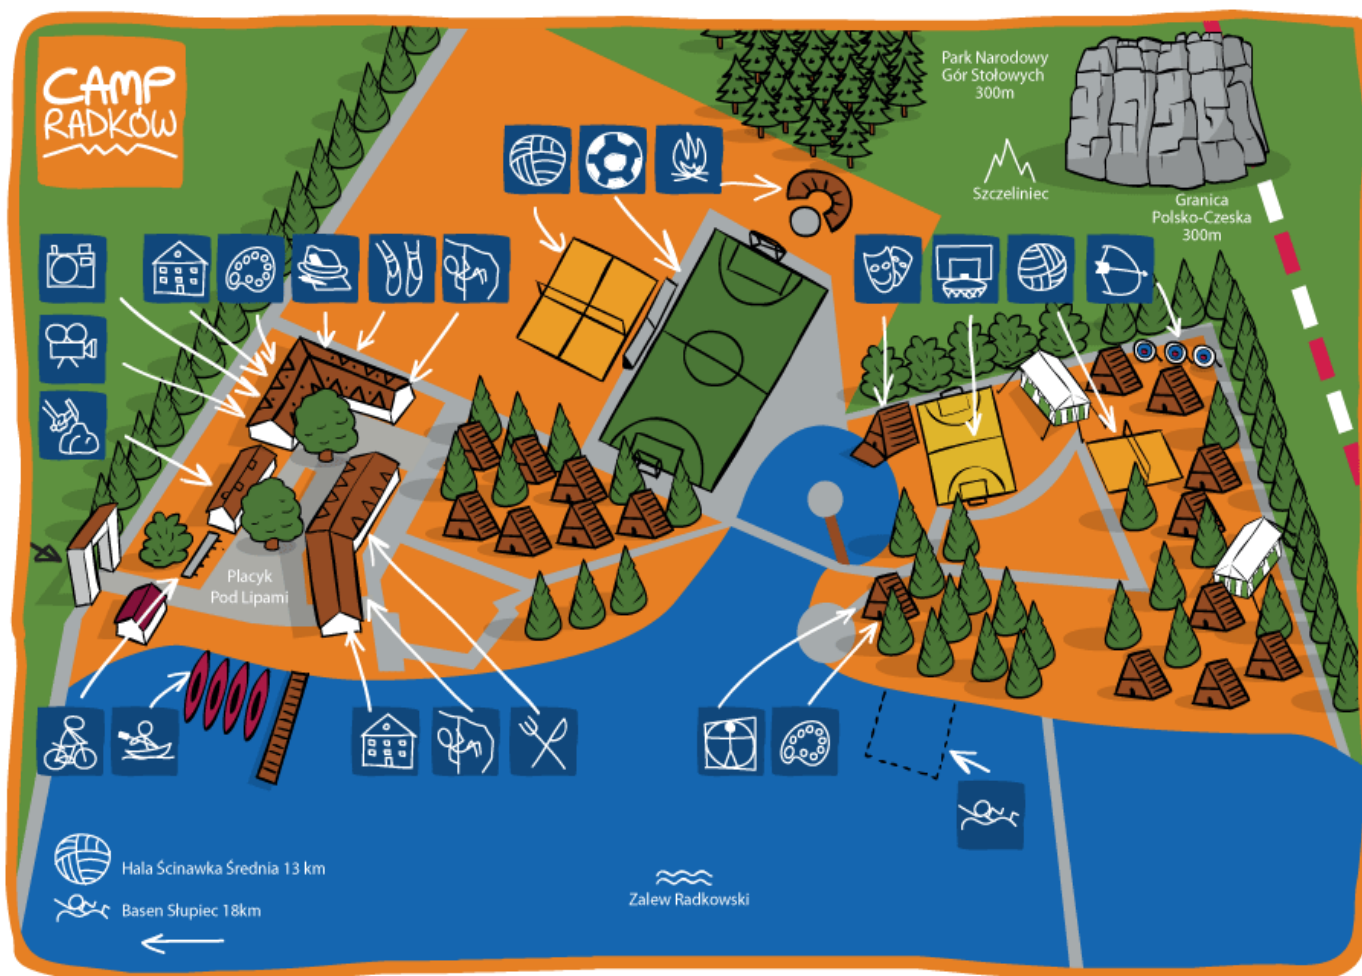 CAMP
RADKÓW
Park Narodowy
Gór Stołowych
300m
Szczeliniec
Granica
Polsko-Czeska
300m
Placyk
Pod Lipami
Hala Ścinawka Średnia 13 km
Basen Słupiec 18km
Zalew Radkowski